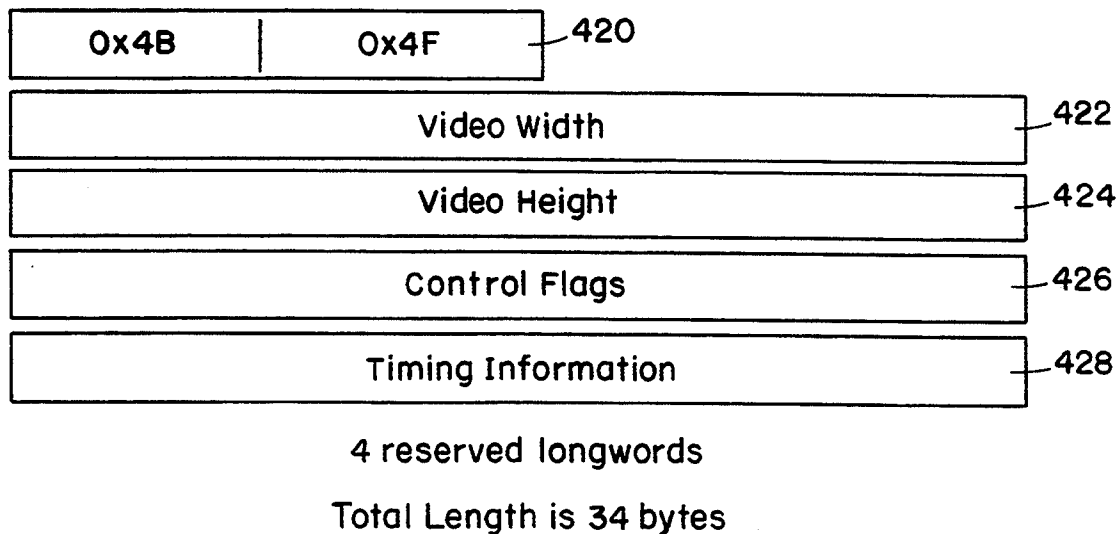 0x4B 0x4F 420
Video Width 422
Video Height 424
Control Flags 426
Timing Information 428
4 reserved longwords
Total Length is 34 bytes